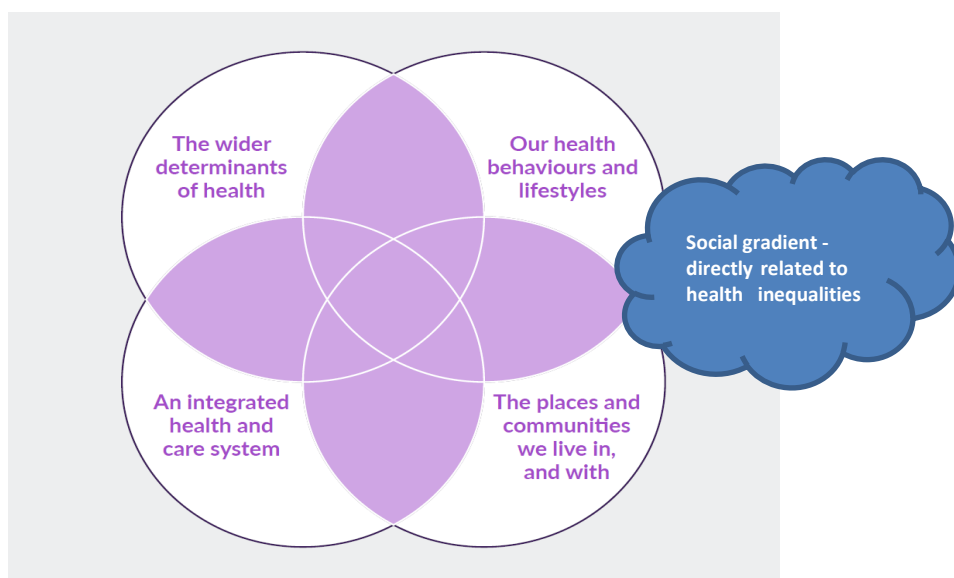 The wider
determinants
of health
Our health
behaviours and
lifestyles
Social gradient -
directly related to
health inequalities
An integrated
health and
care system
The places and
communities
we live in,
and with